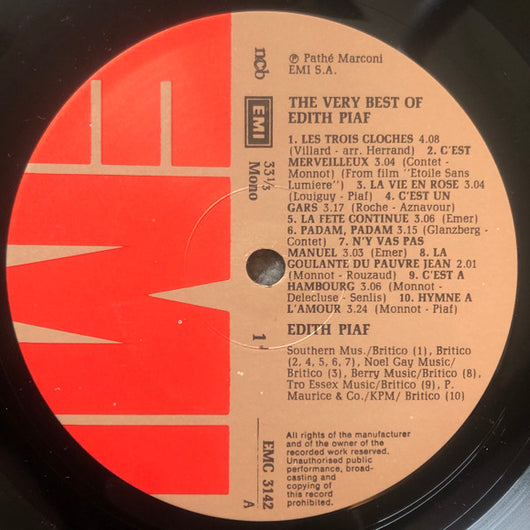 ℗ Pathé Marconi
EMI S.A.
ncb
EMI
33 1/3
Mono
THE VERY BEST OF
EDITH PIAF
1. LES TROIS CLOCHES 4.08
(Villard - arr. Herrand) 2. C'EST
MERVEILLEUX 3.04 (Contet -
Monnot) (From film "Etoile Sans
Lumiere") 3. LA VIE EN ROSE 3.04
(Louiguy - Piaf) 4. C'EST UN
GARS 3.17 (Roche - Aznavour)
5. LA FETE CONTINUE 3.06 (Emer)
6. PADAM, PADAM 3.15 (Glanzberg -
Contet) 7. N'Y VAS PAS
MANUEL 3.03 (Emer) 8. LA
GOULANTE DU PAUVRE JEAN 2.01
(Monnot - Rouzaud) 9. C'EST A
HAMBOURG 3.06 (Monnot -
Delecluse - Senlis) 10. HYMNE A
L'AMOUR 3.24 (Monnot - Piaf)
EDITH PIAF
1
Southern Mus./Britico (1), Britico
(2, 4, 5, 6, 7), Noel Gay Music/
Britico (3), Berry Music/Britico (8),
Tro Essex Music/Britico (9), P.
Maurice & Co./KPM/ Britico (10)
EMC 3142
A
All rights of the manufacturer
and of the owner of the
recorded work reserved.
Unauthorised public
performance, broad-
casting and
copying of
this record
prohibited.
EMI